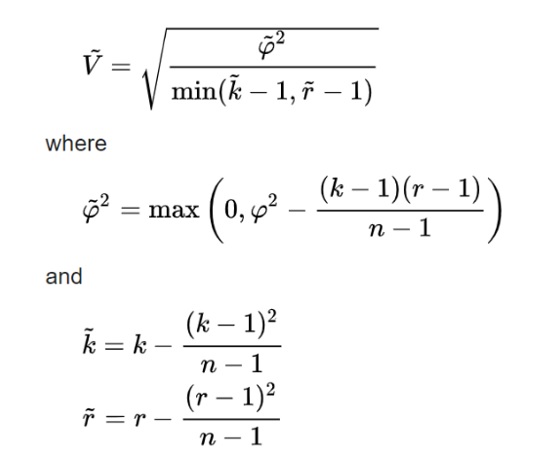 Ṽ = √(φ̃² / min(k̃ − 1, r̃ − 1))
where
φ̃² = max(0, φ² − (k − 1)(r − 1) / (n − 1))
and
k̃ = k − (k − 1)² / (n − 1)
r̃ = r − (r − 1)² / (n − 1)